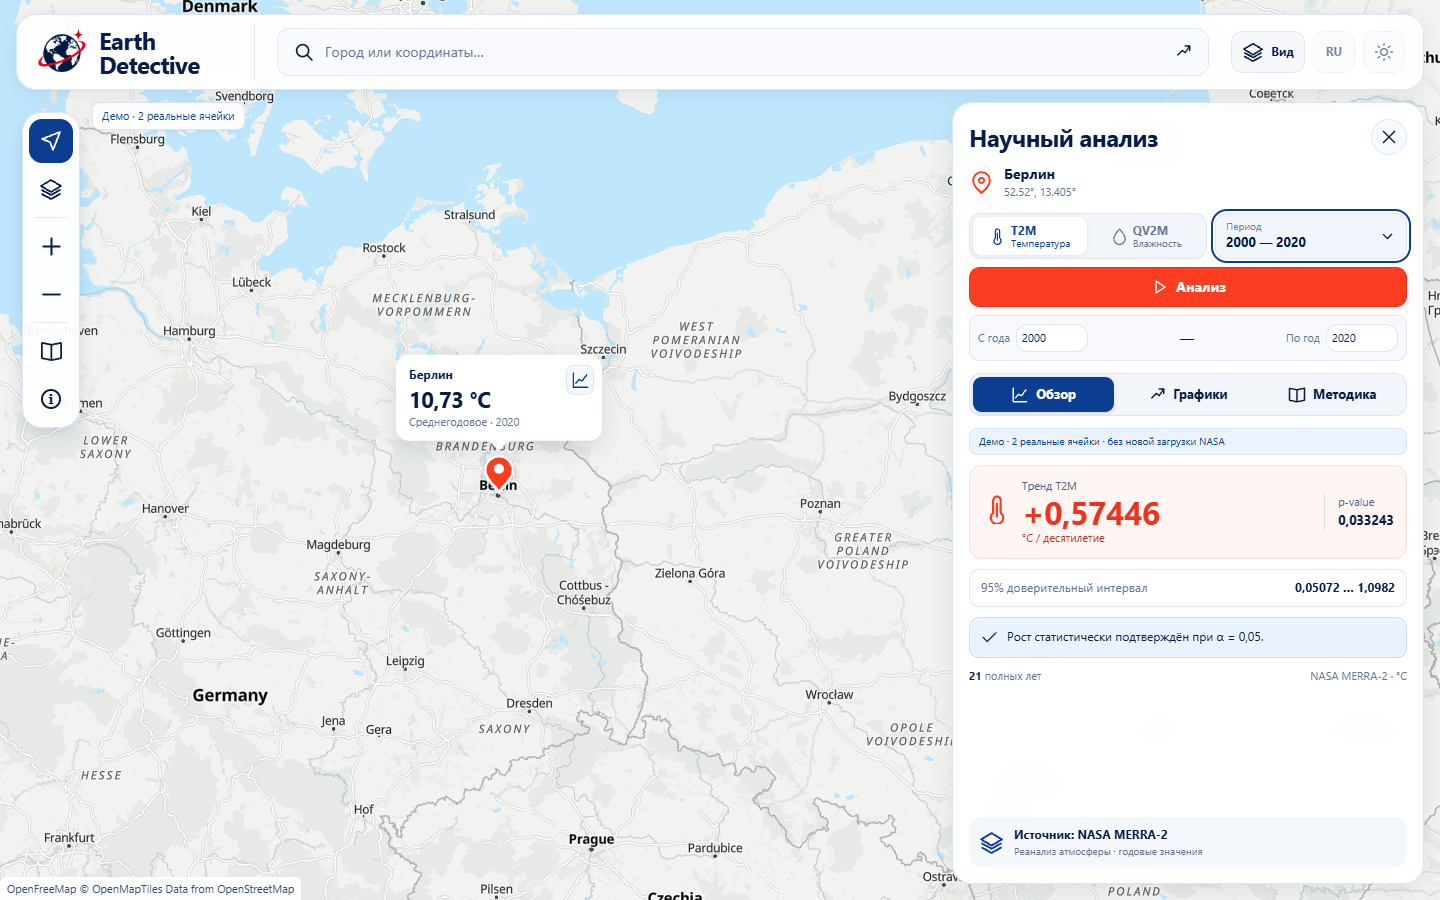 Denmark
Earth
Detective
Город или координаты...
Вид
RU
Svendborg
Советск
Демо · 2 реальные ячейки
Flensburg
Kiel
Stralsund
Rostock
Lübeck
MECKLENBURG-
VORPOMMERN
Hamburg
WEST
POMERANIAN
VOIVODESHIP
Szczecin
Bydgoszcz
LOWER
SAXONY
Берлин
10,73 °C
Среднегодовое · 2020
BRANDENBURG
Hanover
Magdeburg
SAXONY-
ANHALT
Poznan
GREATER
POLAND
VOIVODESHIP
Zielona Góra
Cottbus -
Chóśebuz
Göttingen
Leipzig
Germany
Dresden
Wrocław
Jena
Gera
SAXONY
OPOLE
HESSE
Hof
Frankfurt
Prague
Pardubice
Pilsen
Czechia
POLAND
OpenFreeMap © OpenMapTiles Data from OpenStreetMap
Научный анализ
Берлин
52.52°, 13.405°
T2M
Температура
QV2M
Влажность
Период
2000 — 2020
Анализ
С года 2000 — По год 2020
Обзор
Графики
Методика
Демо · 2 реальные ячейки · без новой загрузки NASA
Тренд T2M
+0,57446
°C / десятилетие
p-value
0,033243
95% доверительный интервал 0,05072 ... 1,0982
Рост статистически подтверждён при α = 0,05.
21 полных лет NASA MERRA-2 · °C
Источник: NASA MERRA-2
Реанализ атмосферы · годовые значения